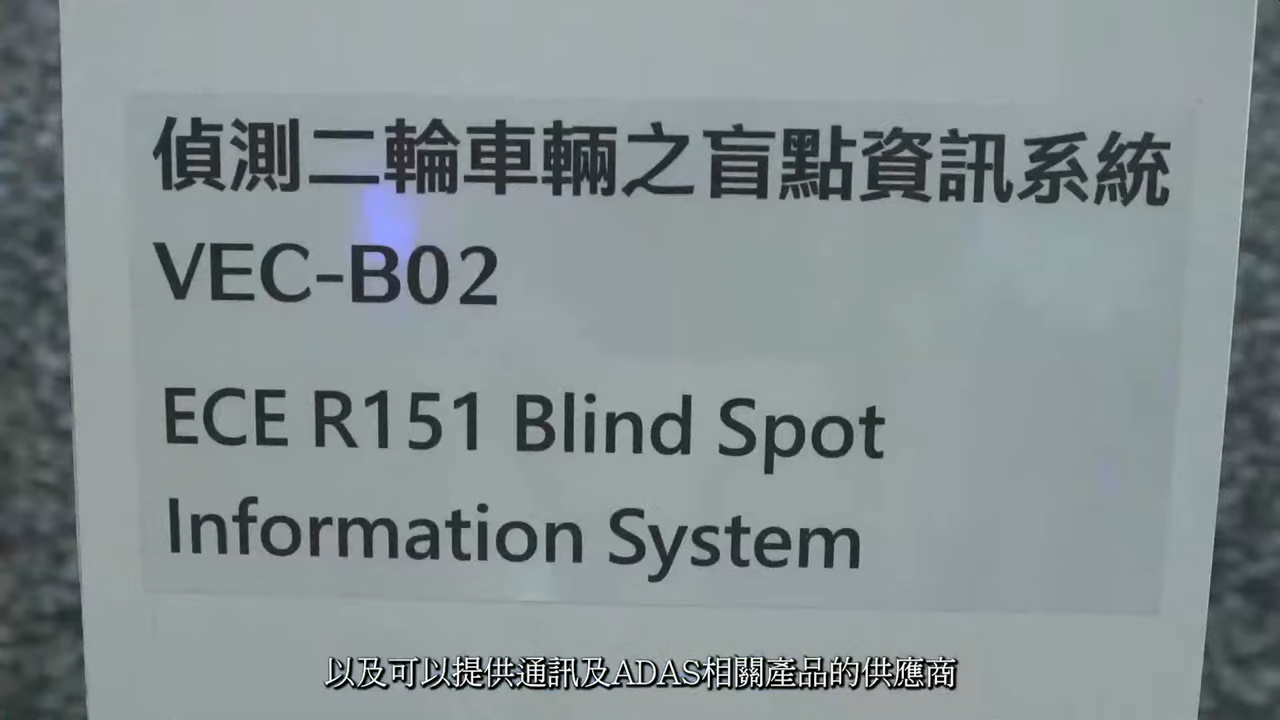 偵測二輪車輛之盲點資訊系統
VEC-B02
ECE R151 Blind Spot
Information System
以及可以提供通訊及ADAS相關產品的供應商